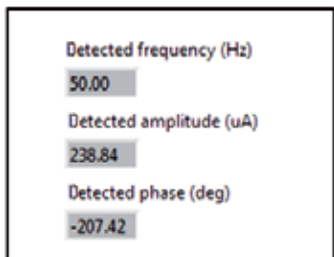 Detected frequency (Hz)
50.00
Detected amplitude (uA)
238.84
Detected phase (deg)
-207.42